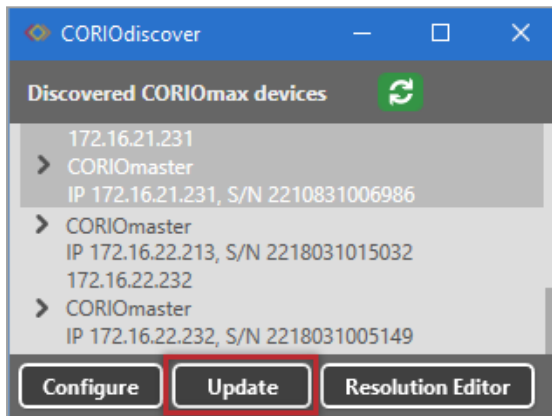 CORIOdiscover
Discovered CORIOmax devices
172.16.21.231
CORIOmaster
IP 172.16.21.231, S/N 2210831006986
CORIOmaster
IP 172.16.22.213, S/N 2218031015032
172.16.22.232
CORIOmaster
IP 172.16.22.232, S/N 2218031005149
Configure Update Resolution Editor